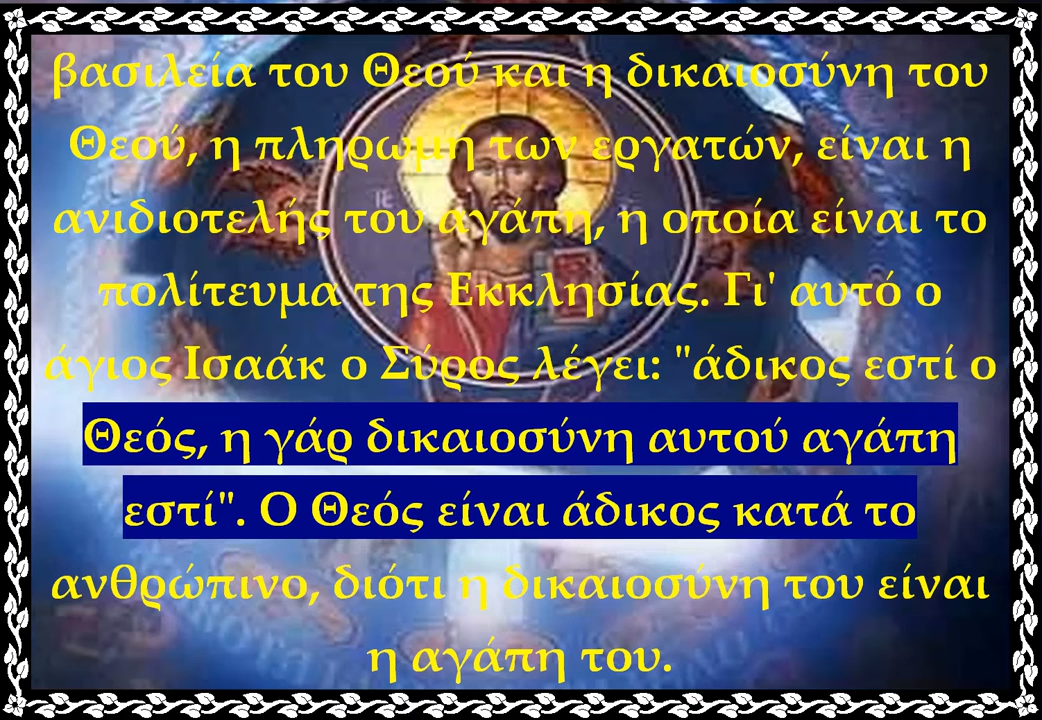 βασιλεία του Θεού και η δικαιοσύνη του
Θεού, η πληρωμή των εργατών, είναι η
ανιδιοτελής του αγάπη, η οποία είναι το
πολίτευμα της Εκκλησίας. Γι' αυτό ο
άγιος Ισαάκ ο Σύρος λέγει: "άδικος εστί ο
Θεός, η γάρ δικαιοσύνη αυτού αγάπη
εστί". Ο Θεός είναι άδικος κατά το
ανθρώπινο, διότι η δικαιοσύνη του είναι
η αγάπη του.